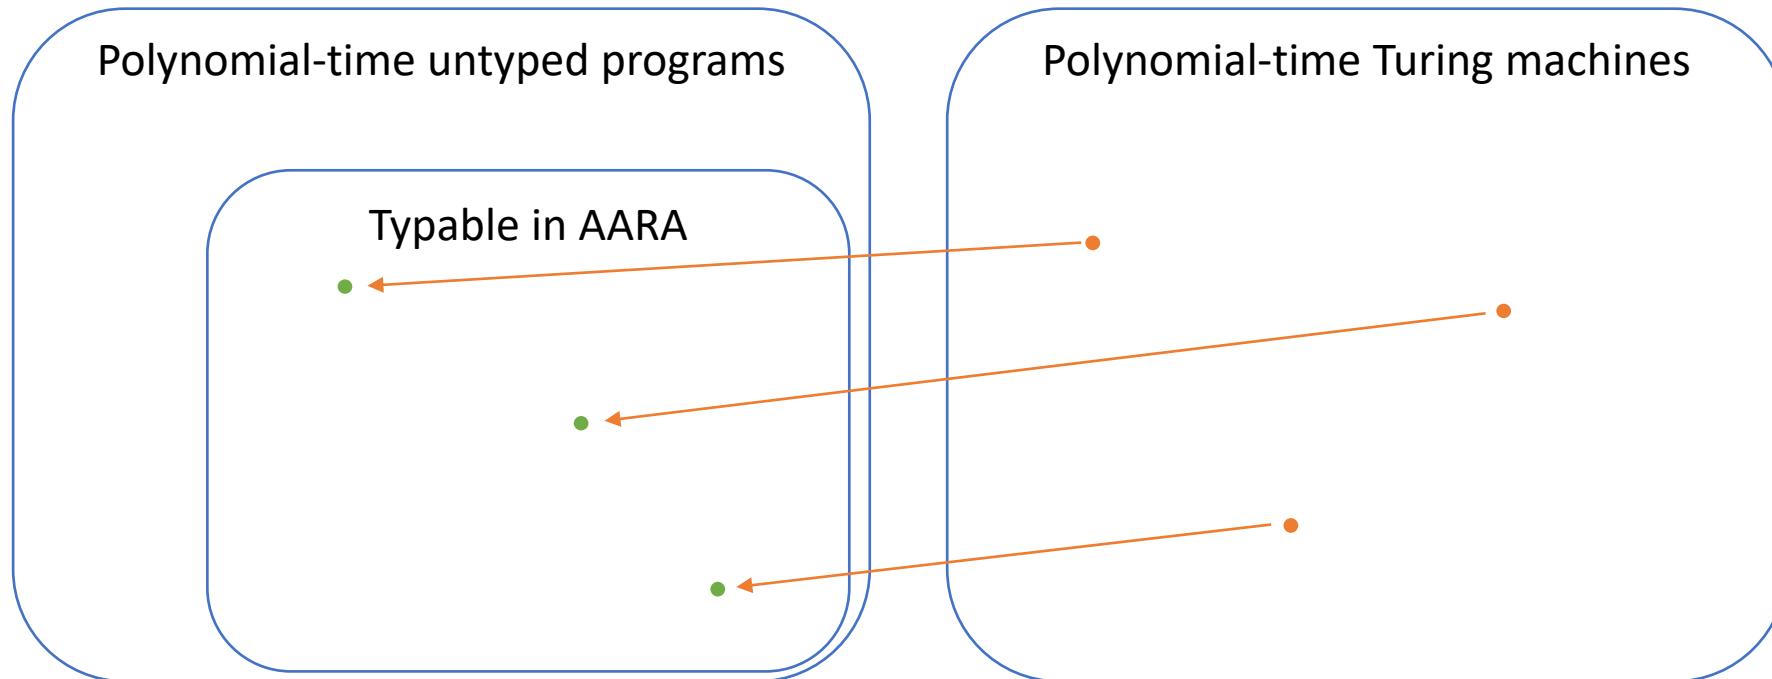 Polynomial-time untyped programs
Polynomial-time Turing machines
Typable in AARA